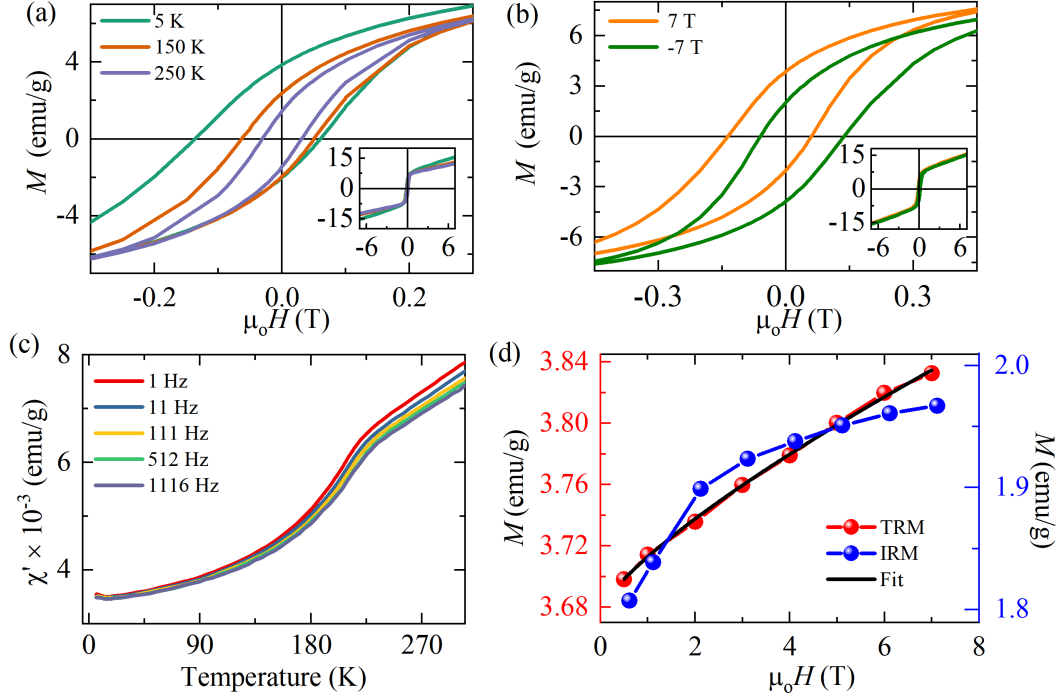 (a)
5 K
150 K
250 K
M (emu/g)
4
0
-4
15
0
-15
-6
0
6
-0.2
0.0
0.2
μ₀H (T)
(b)
7 T
-7 T
M (emu/g)
6
3
0
-3
-6
15
0
-15
-6
0
6
-0.3
0.0
0.3
μ₀H (T)
(c)
1 Hz
11 Hz
111 Hz
512 Hz
1116 Hz
χ' × 10⁻³ (emu/g)
8
6
4
0
90
180
270
Temperature (K)
(d)
M (emu/g)
3.84
3.80
3.76
3.72
3.68
TRM
IRM
Fit
2.0
1.9
1.8
M (emu/g)
0
2
4
6
8
μ₀H (T)